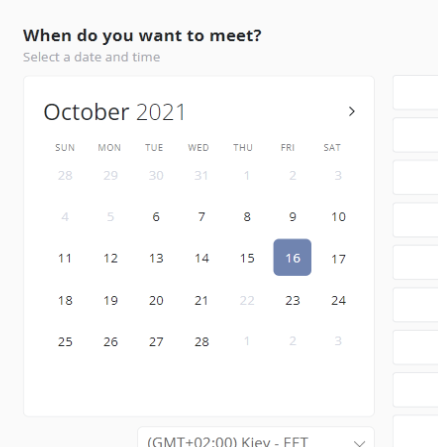 When do you want to meet?
Select a date and time
October 2021
SUN MON TUE WED THU FRI SAT
28 29 30 31 1 2 3
4 5 6 7 8 9 10
11 12 13 14 15 16 17
18 19 20 21 22 23 24
25 26 27 28 1 2 3
(GMT+02:00) Kiev - EET